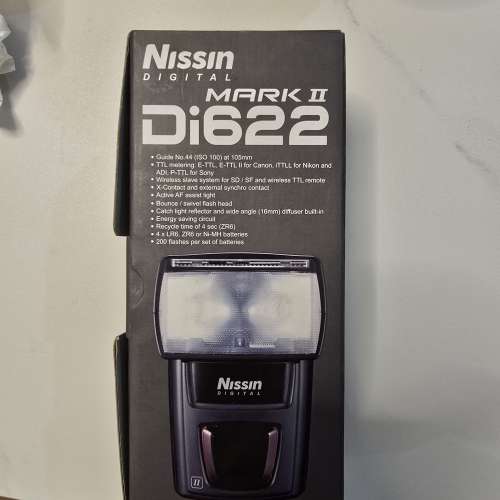 NISSIN
DIGITAL
MARK II
Di622
• Guide No.44 (ISO 100) at 105mm
• TTL metering: E-TTL, E-TTL II for Canon, iTTLL for Nikon and
ADI, P-TTL for Sony
• Wireless slave system for SD / SF and wireless TTL remote
• X-Contact and external synchro contact
• Active AF assist light
• Bounce / swivel flash head
• Catch light reflector and wide angle (16mm) diffuser built-in
• Energy saving circuit
• Recycle time of 4 sec (ZR6)
• 4 x LR6, ZR6 or Ni-MH batteries
• 200 flashes per set of batteries
NISSIN
DIGITAL
II